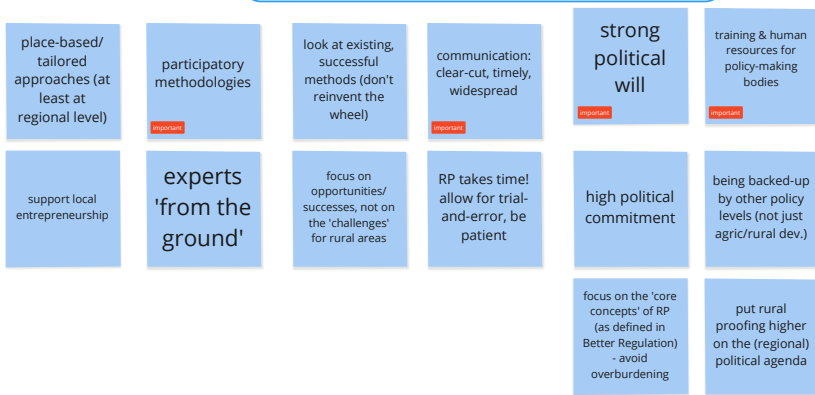 place-based/
tailored
approaches (at
least at
regional level)
participatory
methodologies
important
look at existing,
successful
methods (don't
reinvent the
wheel)
communication:
clear-cut, timely,
widespread
important
strong
political
will
important
training & human
resources for
policy-making
bodies
important
support local
entrepreneurship
experts
'from the
ground'
focus on
opportunities/
successes, not on
the 'challenges'
for rural areas
RP takes time!
allow for trial-
and-error, be
patient
high political
commitment
being backed-up
by other policy
levels (not just
agric/rural dev.)
focus on the 'core
concepts' of RP
(as defined in
Better Regulation)
- avoid
overburdening
put rural
proofing higher
on the (regional)
political agenda